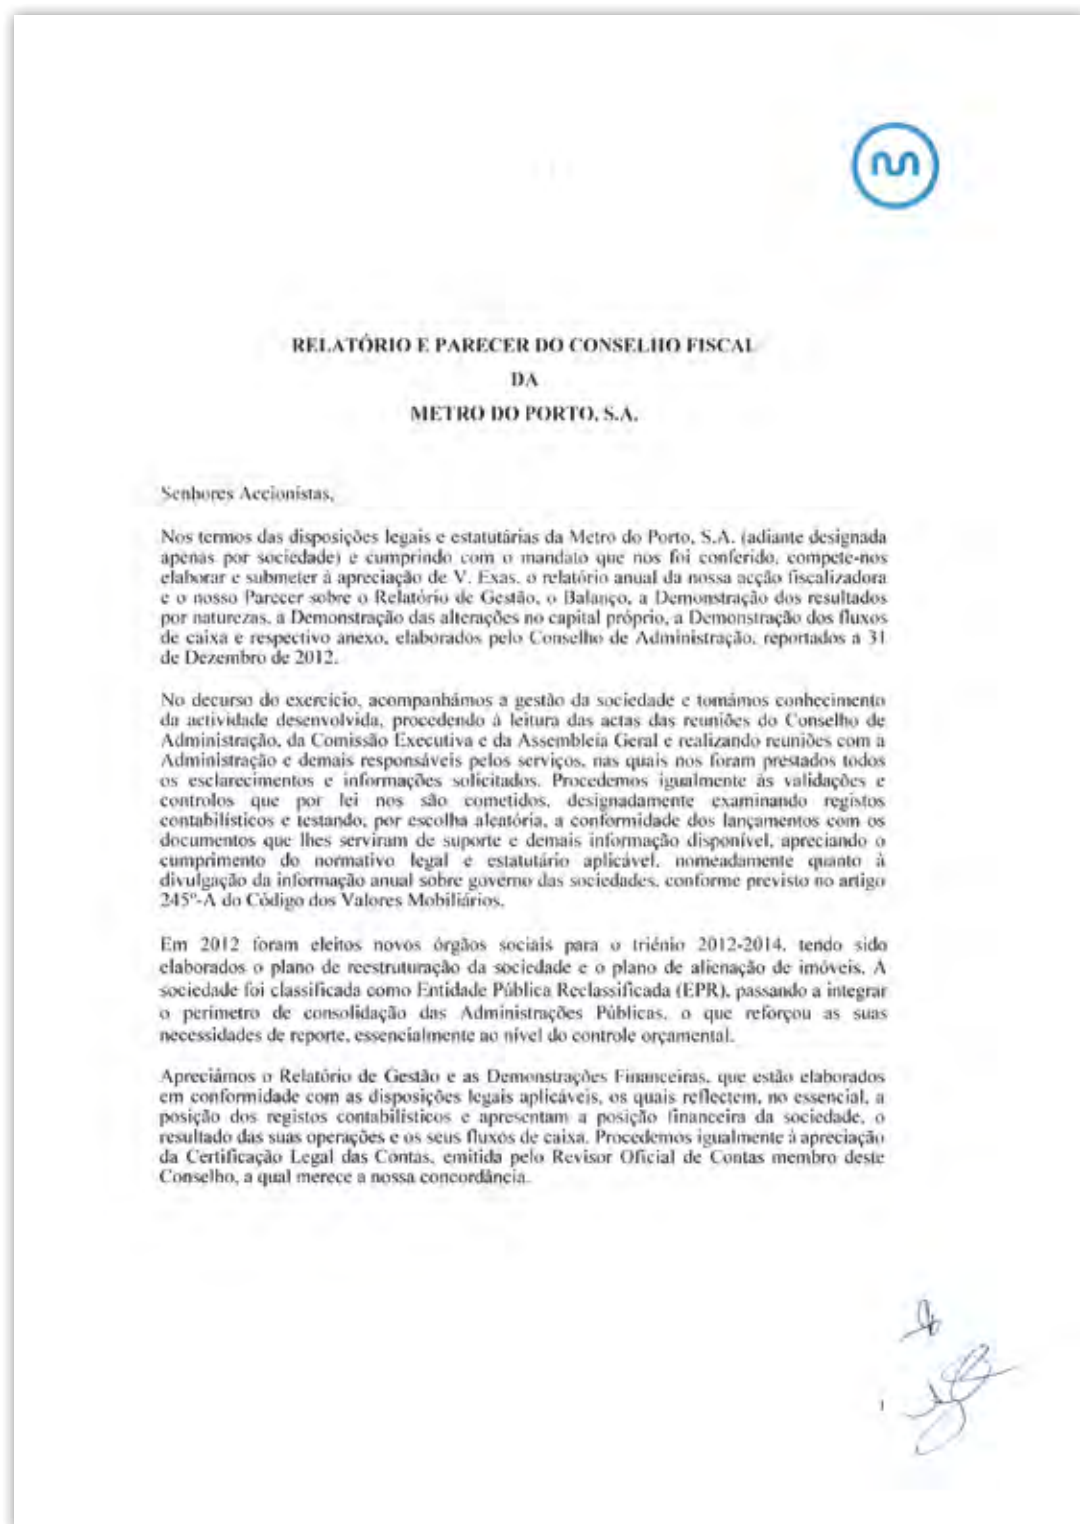 RELATÓRIO E PARECER DO CONSELHO FISCAL
DA
METRO DO PORTO, S.A.
Senhores Accionistas,
Nos termos das disposições legais e estatutárias da Metro do Porto, S.A. (adiante designada
apenas por sociedade) e cumprindo com o mandato que nos foi conferido, compete-nos
elaborar e submeter à apreciação de V. Exas. o relatório anual da nossa acção fiscalizadora
e o nosso Parecer sobre o Relatório de Gestão, o Balanço, a Demonstração dos resultados
por naturezas, a Demonstração das alterações no capital próprio, a Demonstração dos fluxos
de caixa e respectivo anexo, elaborados pelo Conselho de Administração, reportados a 31
de Dezembro de 2012.
No decurso do exercício, acompanhámos a gestão da sociedade e tomámos conhecimento
da actividade desenvolvida, procedendo à leitura das actas das reuniões do Conselho de
Administração, da Comissão Executiva e da Assembleia Geral e realizando reuniões com a
Administração e demais responsáveis pelos serviços, nas quais nos foram prestados todos
os esclarecimentos e informações solicitados. Procedemos igualmente às validações e
controlos que por lei nos são cometidos, designadamente examinando registos
contabilísticos e testando, por escolha aleatória, a conformidade dos lançamentos com os
documentos que lhes serviram de suporte e demais informação disponível, apreciando o
cumprimento do normativo legal e estatutário aplicável, nomeadamente quanto à
divulgação da informação anual sobre governo das sociedades, conforme previsto no artigo
245º-A do Código dos Valores Mobiliários.
Em 2012 foram eleitos novos órgãos sociais para o triénio 2012-2014, tendo sido
elaborados o plano de reestruturação da sociedade e o plano de alienação de imóveis. A
sociedade foi classificada como Entidade Pública Reclassificada (EPR), passando a integrar
o perímetro de consolidação das Administrações Públicas, o que reforçou as suas
necessidades de reporte, essencialmente ao nível do controle orçamental.
Apreciámos o Relatório de Gestão e as Demonstrações Financeiras, que estão elaborados
em conformidade com as disposições legais aplicáveis, os quais reflectem, no essencial, a
posição dos registos contabilísticos e apresentam a posição financeira da sociedade, o
resultado das suas operações e os seus fluxos de caixa. Procedemos igualmente à apreciação
da Certificação Legal das Contas, emitida pelo Revisor Oficial de Contas membro deste
Conselho, a qual merece a nossa concordância.
1